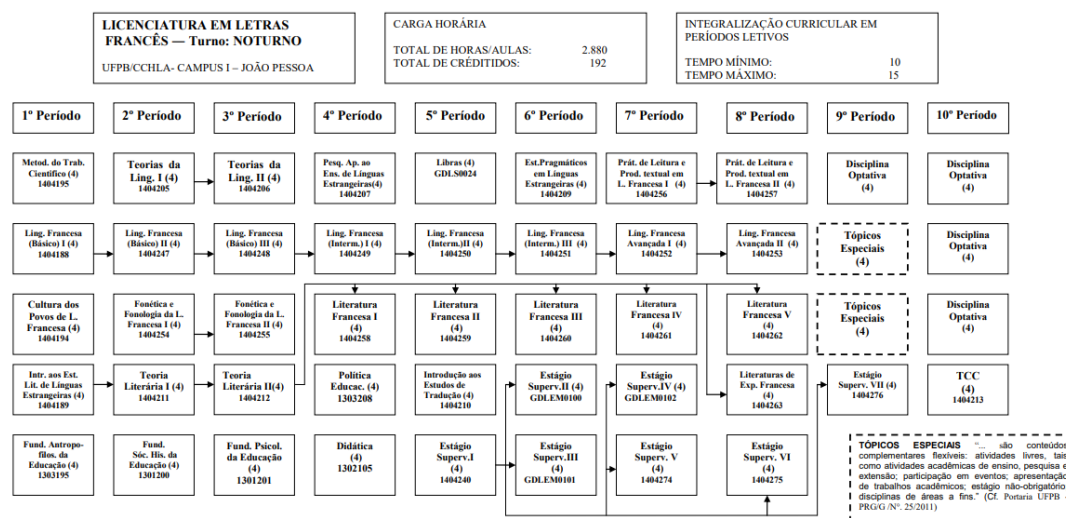 LICENCIATURA EM LETRAS
FRANCÊS — Turno: NOTURNO
UFPB/CCHLA- CAMPUS I – JOÃO PESSOA
CARGA HORÁRIA
TOTAL DE HORAS/AULAS: 2.880
TOTAL DE CRÉDITIDOS: 192
INTEGRALIZAÇÃO CURRICULAR EM
PERÍODOS LETIVOS
TEMPO MÍNIMO: 10
TEMPO MÁXIMO: 15
1º Período
2º Período
3º Período
4º Período
5º Período
6º Período
7º Período
8º Período
9º Período
10º Período
Metod. do Trab.
Científico (4)
1404195
Teorias da
Ling. I (4)
1404205
Teorias da
Ling. II (4)
1404206
Pesq. Ap. ao
Ens. de Línguas
Estrangeiras(4)
1404207
Libras (4)
GDLS0024
Est.Pragmáticos
em Línguas
Estrangeiras (4)
1404209
Prát. de Leitura e
Prod. textual em
L. Francesa I (4)
1404256
Prát. de Leitura e
Prod. textual em
L. Francesa II (4)
1404257
Disciplina
Optativa
(4)
Disciplina
Optativa
(4)
Ling. Francesa
(Básico) I (4)
1404188
Ling. Francesa
(Básico) II (4)
1404247
Ling. Francesa
(Básico) III (4)
1404248
Ling. Francesa
(Interm.) I (4)
1404249
Ling. Francesa
(Interm.)II (4)
1404250
Ling. Francesa
(Interm.) III (4)
1404251
Ling. Francesa
Avançada I (4)
1404252
Ling. Francesa
Avançada II (4)
1404253
Tópicos
Especiais
(4)
Disciplina
Optativa
(4)
Cultura dos
Povos de L.
Francesa (4)
1404194
Fonética e
Fonologia da L.
Francesa I (4)
1404254
Fonética e
Fonologia da L.
Francesa II (4)
1404255
Literatura
Francesa I
(4)
1404258
Literatura
Francesa II
(4)
1404259
Literatura
Francesa III
(4)
1404260
Literatura
Francesa IV
(4)
1404261
Literatura
Francesa V
(4)
1404262
Tópicos
Especiais
(4)
Disciplina
Optativa
(4)
Intr. aos Est.
Lit. de Línguas
Estrangeiras (4)
1404189
Teoria
Literária I (4)
1404211
Teoria
Literária II(4)
1404212
Política
Educac. (4)
1303208
Introdução aos
Estudos de
Tradução (4)
1404210
Estágio
Superv.II (4)
GDLEM0100
Estágio
Superv.IV (4)
GDLEM0102
Literaturas de
Exp. Francesa
(4)
1404263
Estágio
Superv. VII (4)
1404276
TCC
(4)
1404213
Fund. Antropo-
filos. da
Educação (4)
1303195
Fund.
Sóc. His. da
Educação (4)
1301200
Fund. Psicol.
da Educação
(4)
1301201
Didática
(4)
1302105
Estágio
Superv.I
(4)
1404240
Estágio
Superv.III
(4)
GDLEM0101
Estágio
Superv. V
(4)
1404274
Estágio
Superv. VI
(4)
1404275
TÓPICOS ESPECIAIS "... são conteúdos
complementares flexíveis: atividades livres, tais
como atividades acadêmicas de ensino, pesquisa e
extensão; participação em eventos; apresentação
de trabalhos acadêmicos; estágio não-obrigatório,
disciplinas de áreas a fins." (Cf. Portaria UFPB -
PRG/G /Nº. 25/2011)